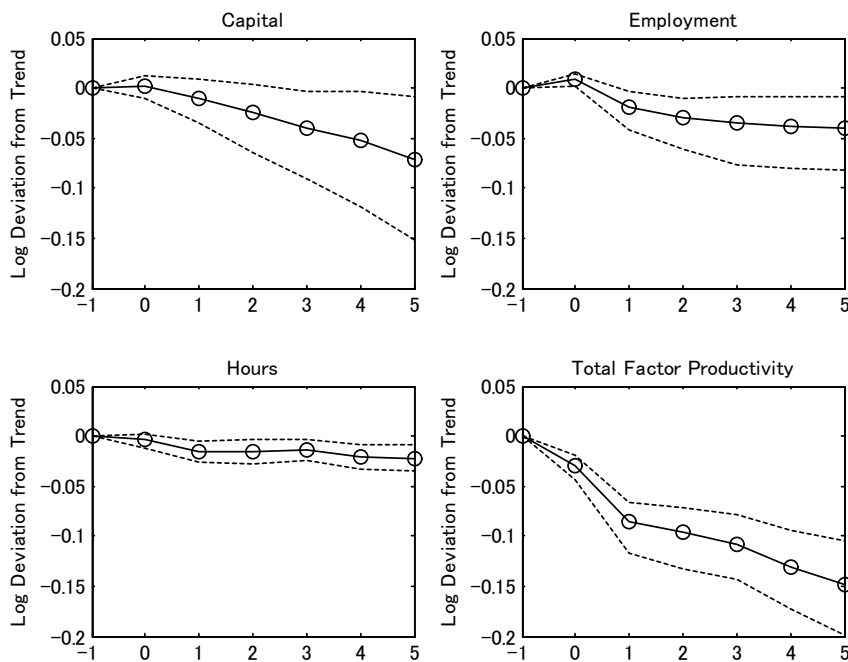 Capital
Log Deviation from Trend
0.05
0
−0.05
−0.1
−0.15
−0.2
−1 0 1 2 3 4 5
Employment
Log Deviation from Trend
0.05
0
−0.05
−0.1
−0.15
−0.2
−1 0 1 2 3 4 5
Hours
Log Deviation from Trend
0.05
0
−0.05
−0.1
−0.15
−0.2
−1 0 1 2 3 4 5
Total Factor Productivity
Log Deviation from Trend
0.05
0
−0.05
−0.1
−0.15
−0.2
−1 0 1 2 3 4 5